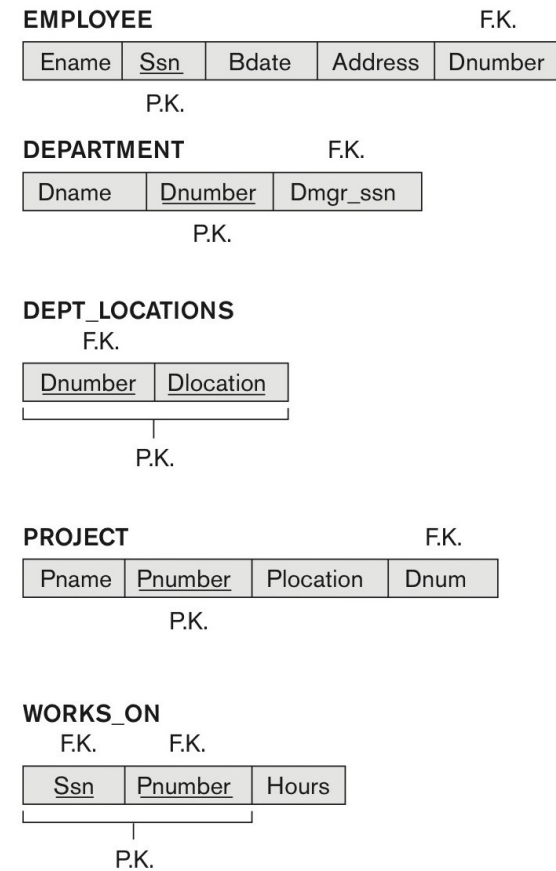 EMPLOYEE F.K.
Ename Ssn Bdate Address Dnumber
P.K.
DEPARTMENT F.K.
Dname Dnumber Dmgr_ssn
P.K.
DEPT_LOCATIONS
F.K.
Dnumber Dlocation
P.K.
PROJECT F.K.
Pname Pnumber Plocation Dnum
P.K.
WORKS_ON
F.K. F.K.
Ssn Pnumber Hours
P.K.